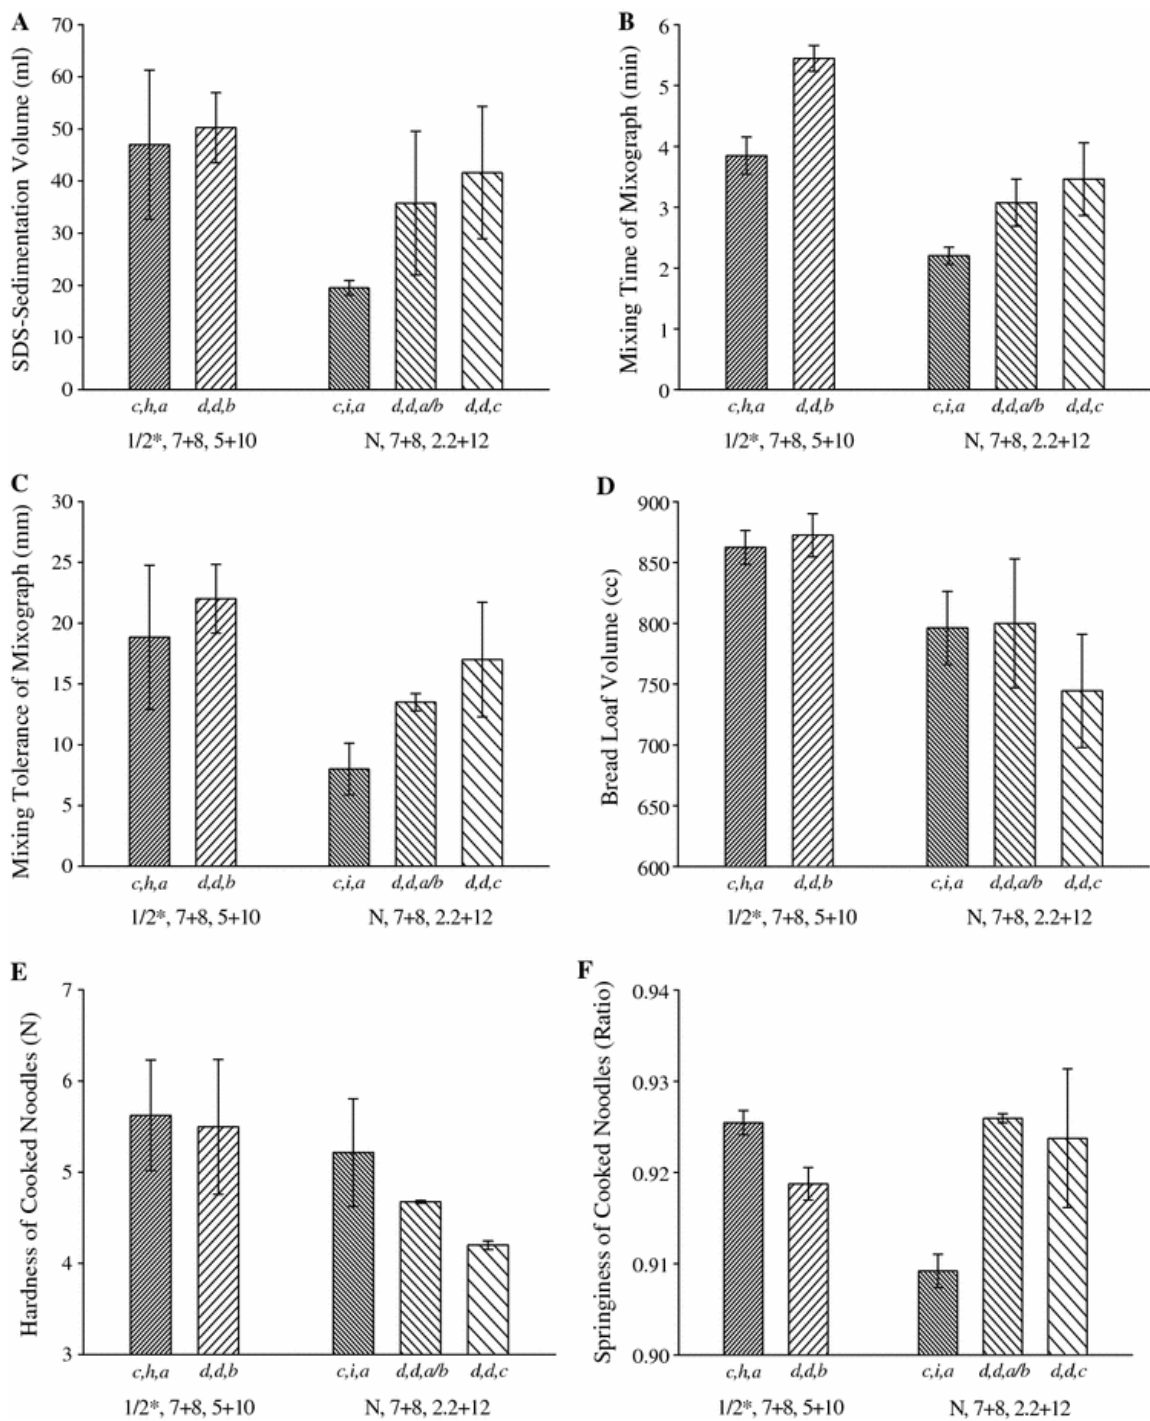 A
SDS-Sedimentation Volume (ml)
70
60
50
40
30
20
10
0
c,h,a d,d,b c,i,a d,d,a/b d,d,c
1/2*, 7+8, 5+10 N, 7+8, 2.2+12
B
Mixing Time of Mixograph (min)
6
5
4
3
2
1
0
c,h,a d,d,b c,i,a d,d,a/b d,d,c
1/2*, 7+8, 5+10 N, 7+8, 2.2+12
C
Mixing Tolerance of Mixograph (mm)
30
25
20
15
10
5
0
c,h,a d,d,b c,i,a d,d,a/b d,d,c
1/2*, 7+8, 5+10 N, 7+8, 2.2+12
D
Bread Loaf Volume (cc)
900
850
800
750
700
650
600
c,h,a d,d,b c,i,a d,d,a/b d,d,c
1/2*, 7+8, 5+10 N, 7+8, 2.2+12
E
Hardness of Cooked Noodles (N)
7
6
5
4
3
c,h,a d,d,b c,i,a d,d,a/b d,d,c
1/2*, 7+8, 5+10 N, 7+8, 2.2+12
F
Springiness of Cooked Noodles (Ratio)
0.94
0.93
0.92
0.91
0.90
c,h,a d,d,b c,i,a d,d,a/b d,d,c
1/2*, 7+8, 5+10 N, 7+8, 2.2+12